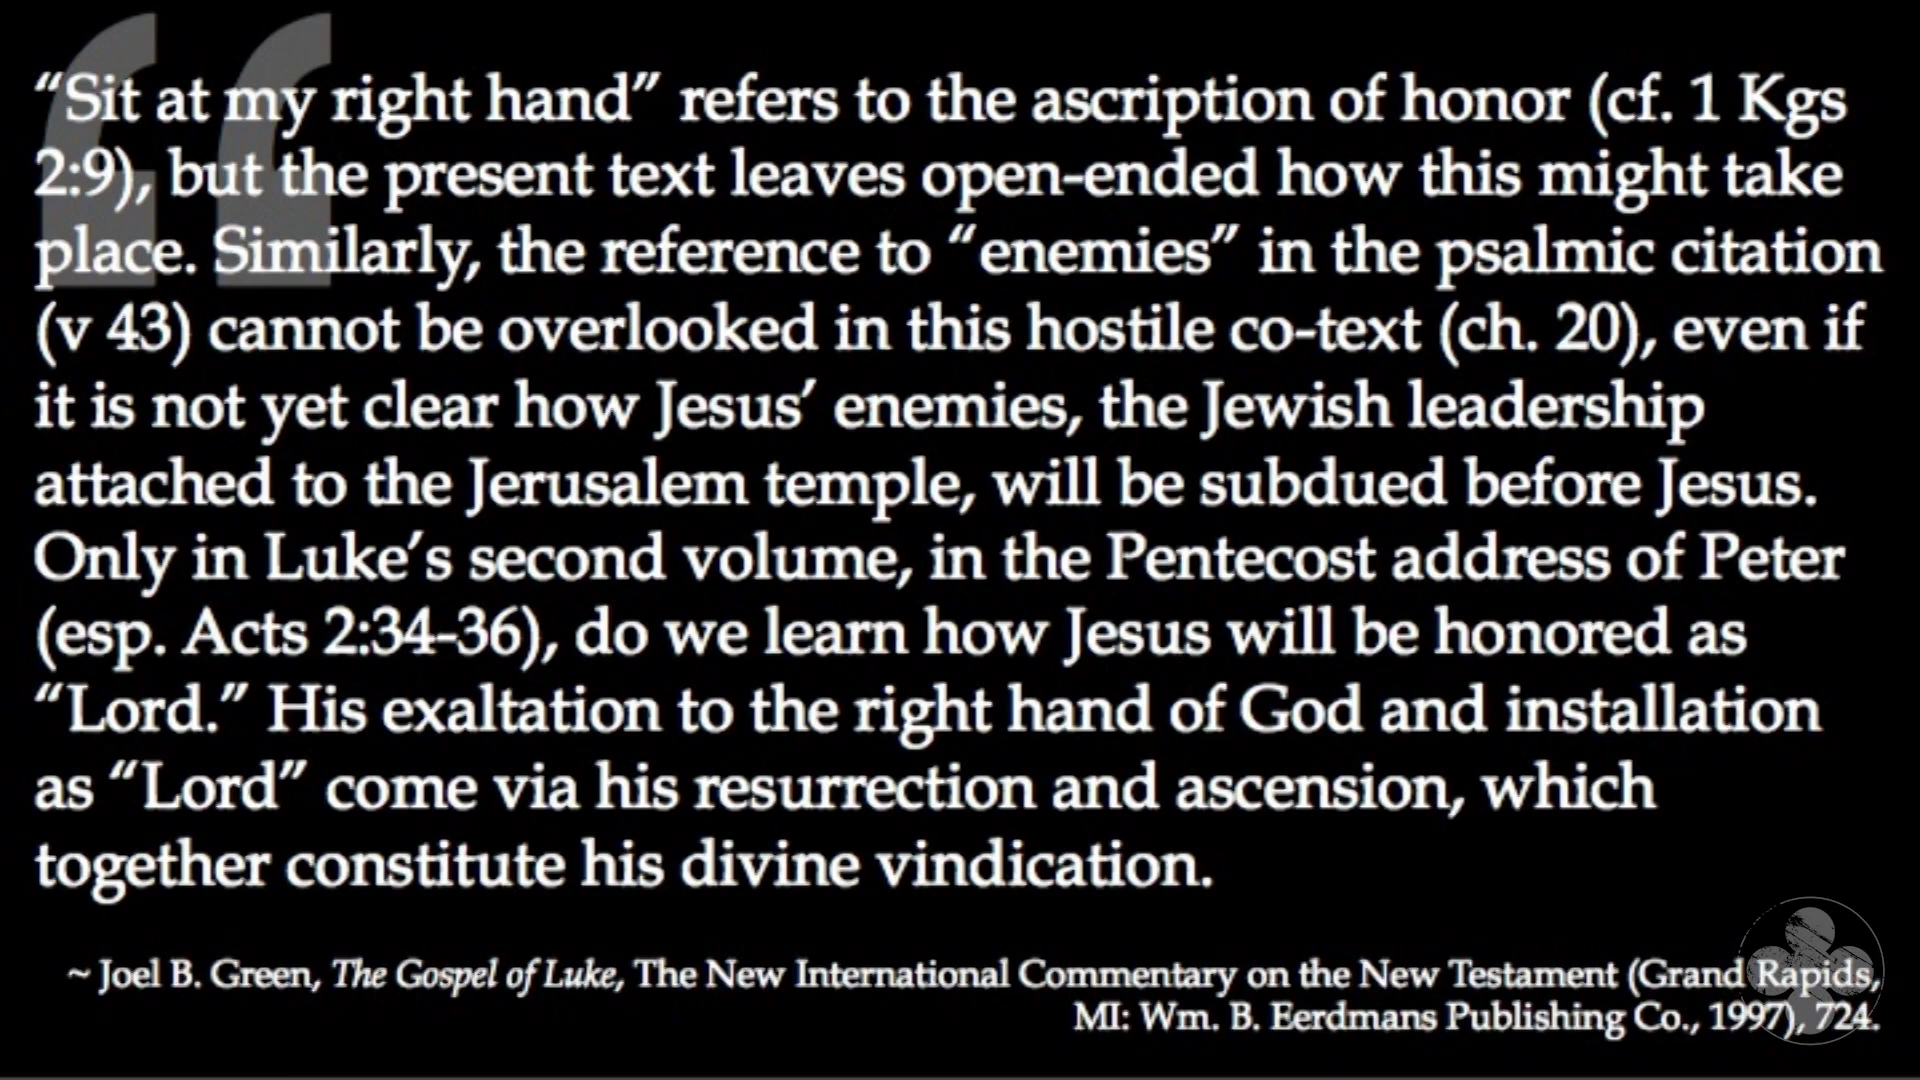 “Sit at my right hand” refers to the ascription of honor (cf. 1 Kgs
2:9), but the present text leaves open-ended how this might take
place. Similarly, the reference to “enemies” in the psalmic citation
(v 43) cannot be overlooked in this hostile co-text (ch. 20), even if
it is not yet clear how Jesus’ enemies, the Jewish leadership
attached to the Jerusalem temple, will be subdued before Jesus.
Only in Luke’s second volume, in the Pentecost address of Peter
(esp. Acts 2:34-36), do we learn how Jesus will be honored as
“Lord.” His exaltation to the right hand of God and installation
as “Lord” come via his resurrection and ascension, which
together constitute his divine vindication.
~ Joel B. Green, The Gospel of Luke, The New International Commentary on the New Testament (Grand Rapids,
MI: Wm. B. Eerdmans Publishing Co., 1997), 724.